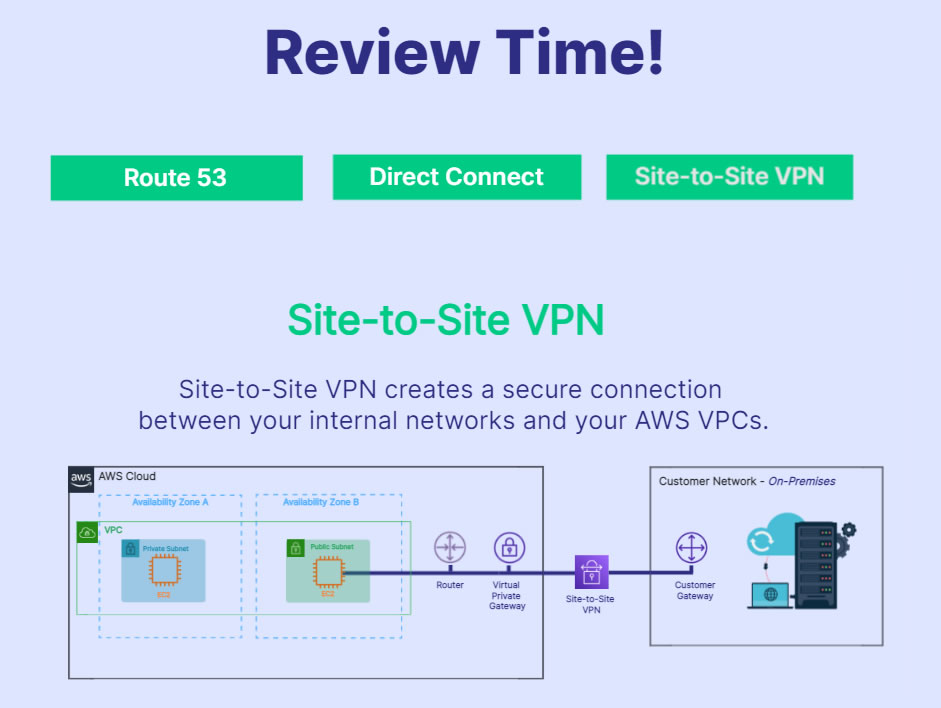 Review Time!
Route 53
Direct Connect
Site-to-Site VPN
Site-to-Site VPN
Site-to-Site VPN creates a secure connection
between your internal networks and your AWS VPCs.
aws
AWS Cloud
Availability Zone A
Availability Zone B
VPC
Private Subnet
EC2
Public Subnet
EC2
Router
Virtual
Private
Gateway
Site-to-Site
VPN
Customer Network - On-Premises
Customer
Gateway